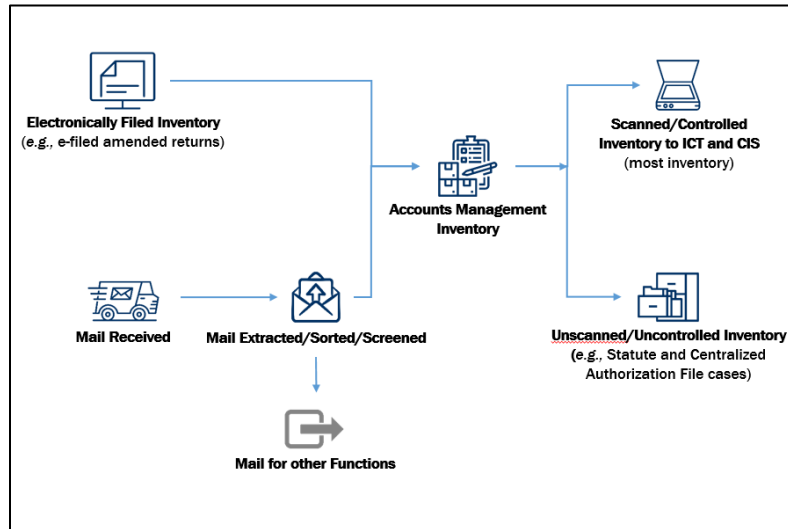 Electronically Filed Inventory
(e.g., e-filed amended returns)
Scanned/Controlled
Inventory to ICT and CIS
(most inventory)
Accounts Management
Inventory
Mail Received
Mail Extracted/Sorted/Screened
Unscanned/Uncontrolled Inventory
(e.g., Statute and Centralized
Authorization File cases)
Mail for other Functions